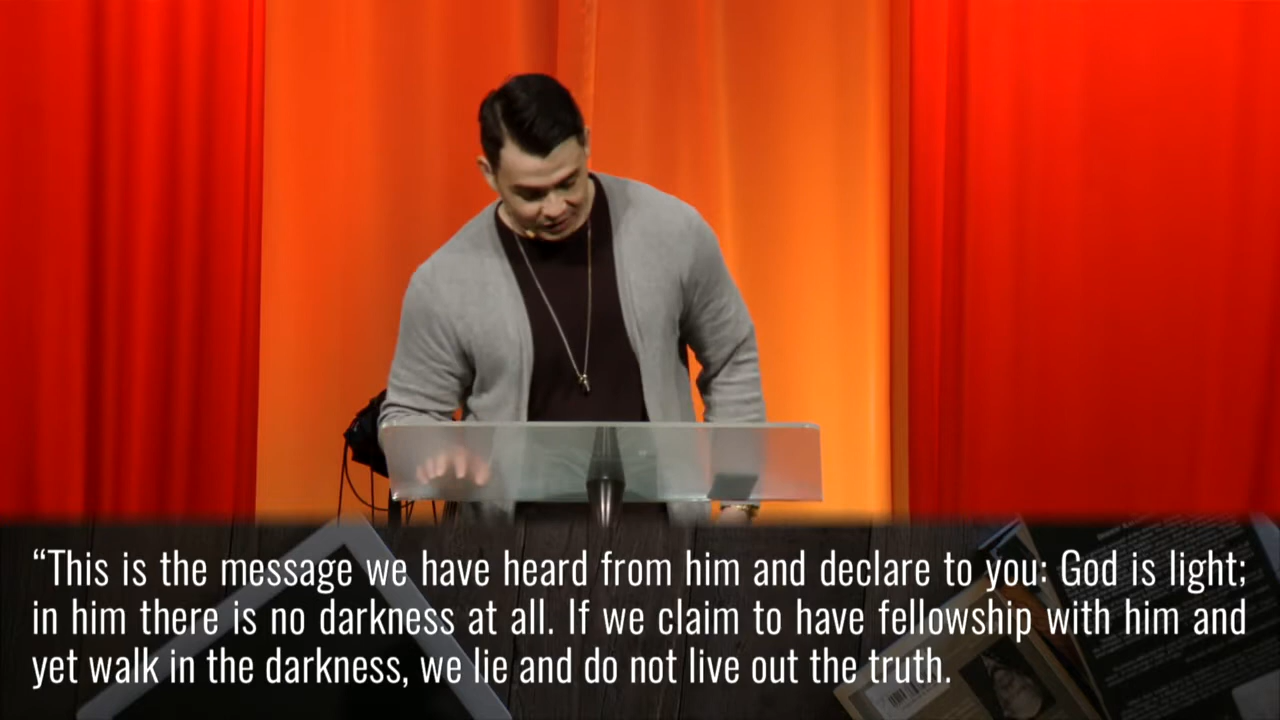 “This is the message we have heard from him and declare to you: God is light;
in him there is no darkness at all. If we claim to have fellowship with him and
yet walk in the darkness, we lie and do not live out the truth.